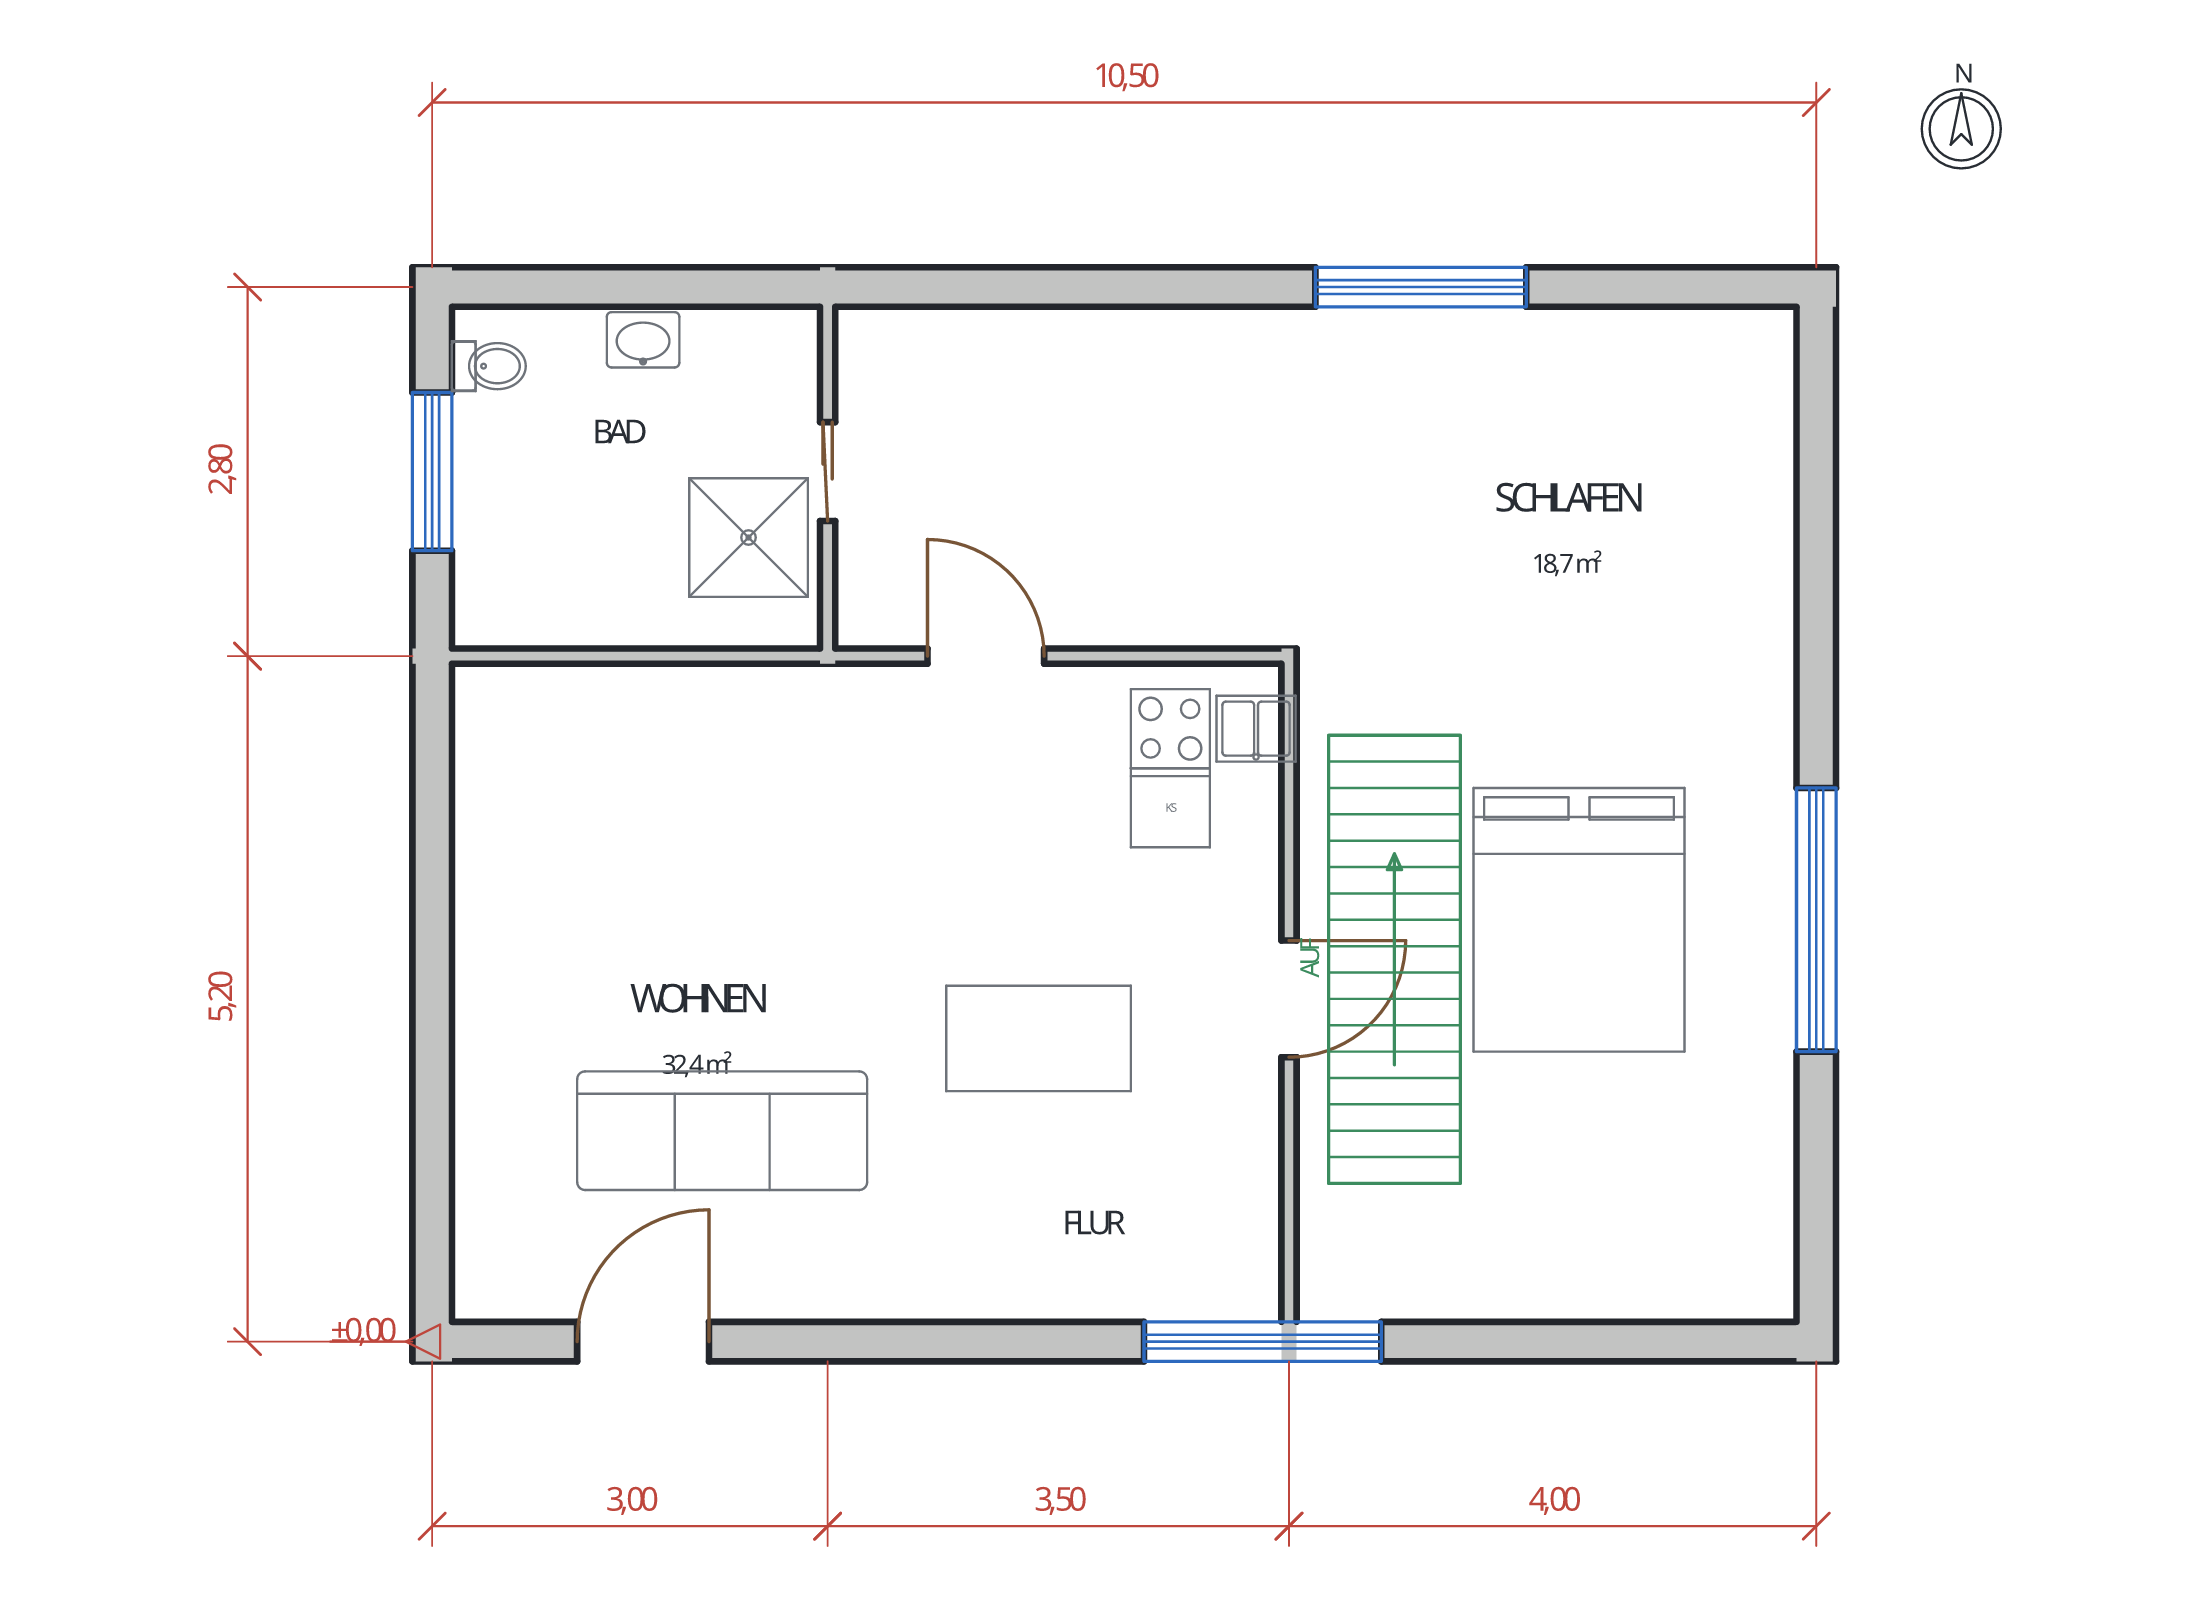 10,50
N
2,80
BAD
SCHLAFEN
18,7 m²
KS
AUF
WOHNEN
32,4 m²
5,20
FLUR
±0,00
3,00
3,50
4,00